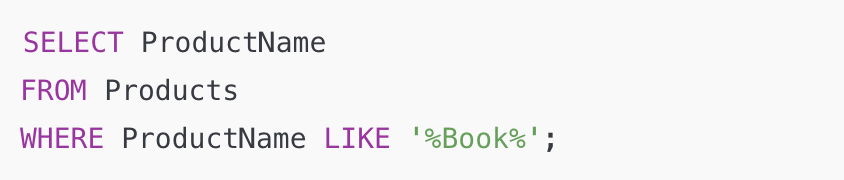 SELECT ProductName
FROM Products
WHERE ProductName LIKE '%Book%';